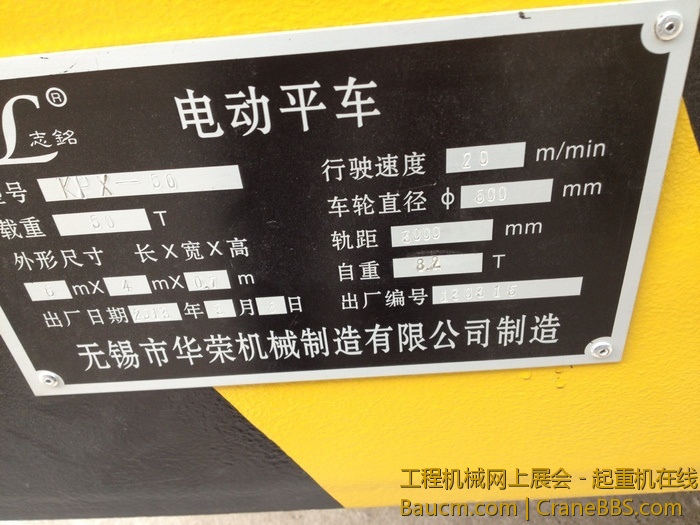 志銘®
电动平车
型号 KPX-50
载重 50 T
外形尺寸 长X宽X高
6 mX 4 mX 0.7 m
出厂日期 年 月 日
行驶速度 20 m/min
车轮直径 ф 600 mm
轨距 3000 mm
自重 8.2 T
出厂编号
无锡市华荣机械制造有限公司制造
工程机械网上展会 - 起重机在线
Baucm.com | CraneBBS.com